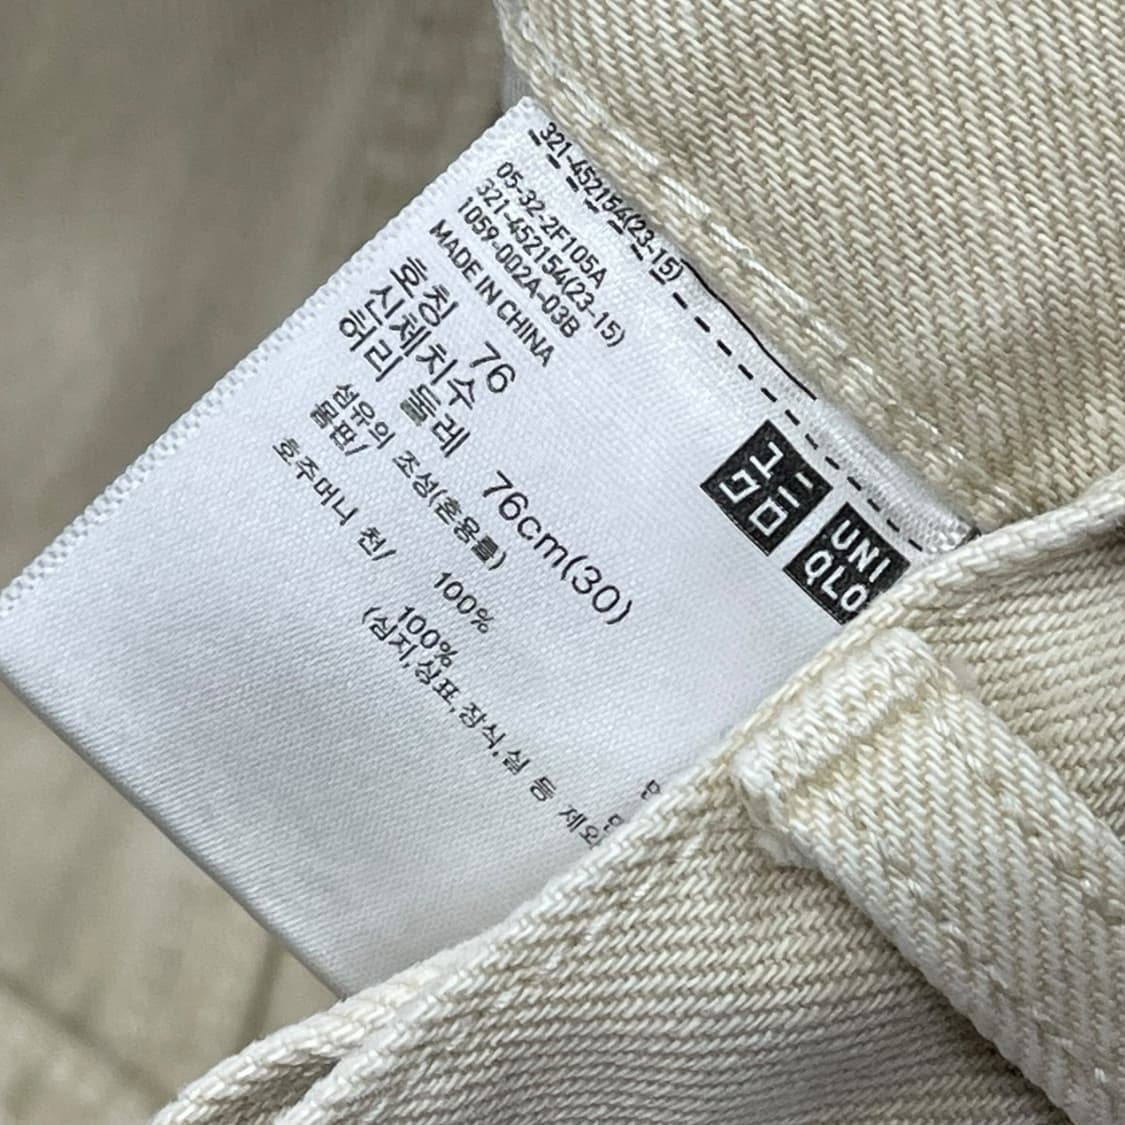 321-452154(23-15)
05-32-2F105A
321-452154(23-15)
1059-002A-03B
MADE IN CHINA
호칭 76
신체치수
허리 둘레 76cm(30)
섬유의 조성(혼용률)
몸판/ 100%
호주머니 천/ 100%
(심지,상표,장식,실 등 제외
ユニ
クロ
UNI
QLO